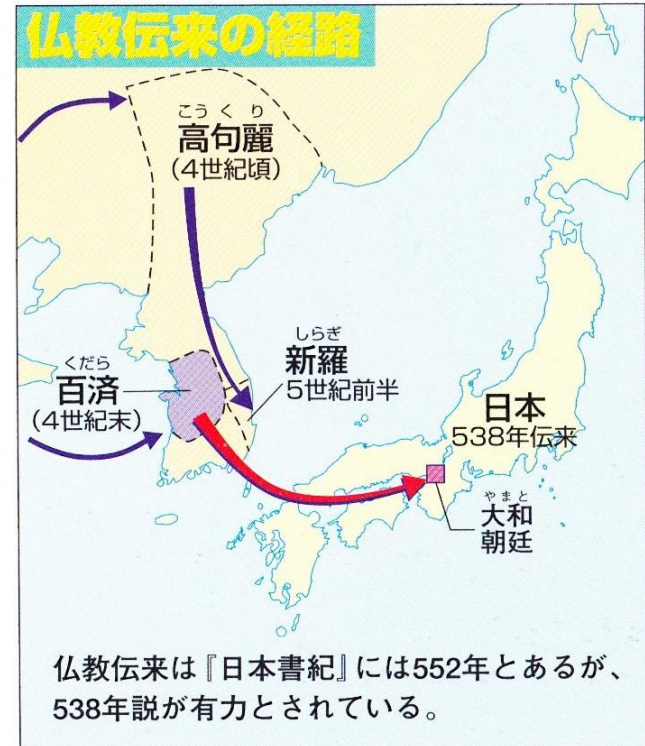 仏教伝来の経路
こうくり
高句麗
(4世紀頃)
しらぎ
新羅
5世紀前半
くだら
百済
(4世紀末)
日本
538年伝来
やまと
大和
朝廷
仏教伝来は『日本書紀』には552年とあるが、
538年説が有力とされている。